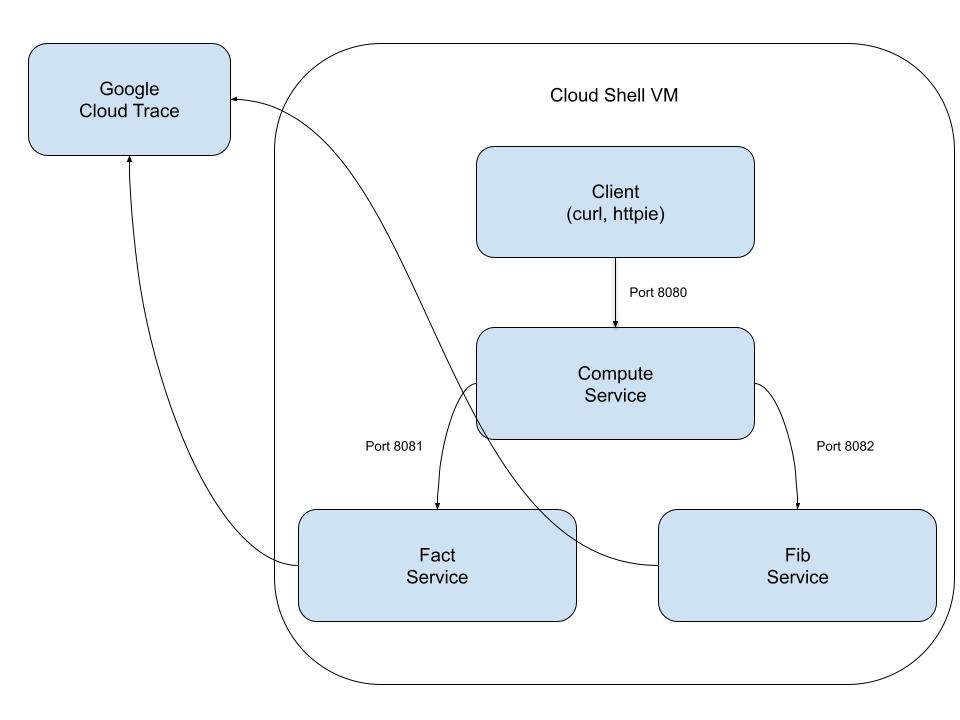 Google
Cloud Trace
Cloud Shell VM
Client
(curl, httpie)
Port 8080
Compute
Service
Port 8081
Port 8082
Fact
Service
Fib
Service